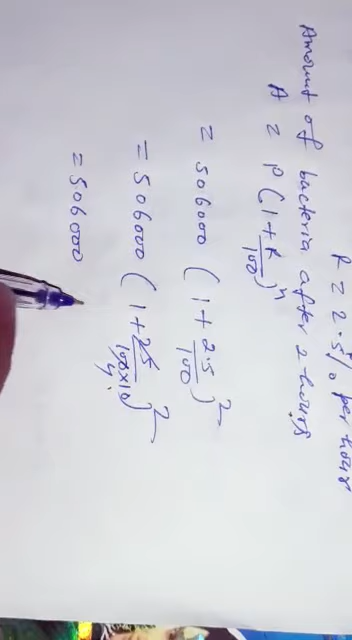 R = 2.5% per hour
Amount of bacteria after 2 hours
A = P(1+R/100)^n
= 506000 (1+2.5/100)^2
= 506000 (1+25/100×10)^2
4
= 506000